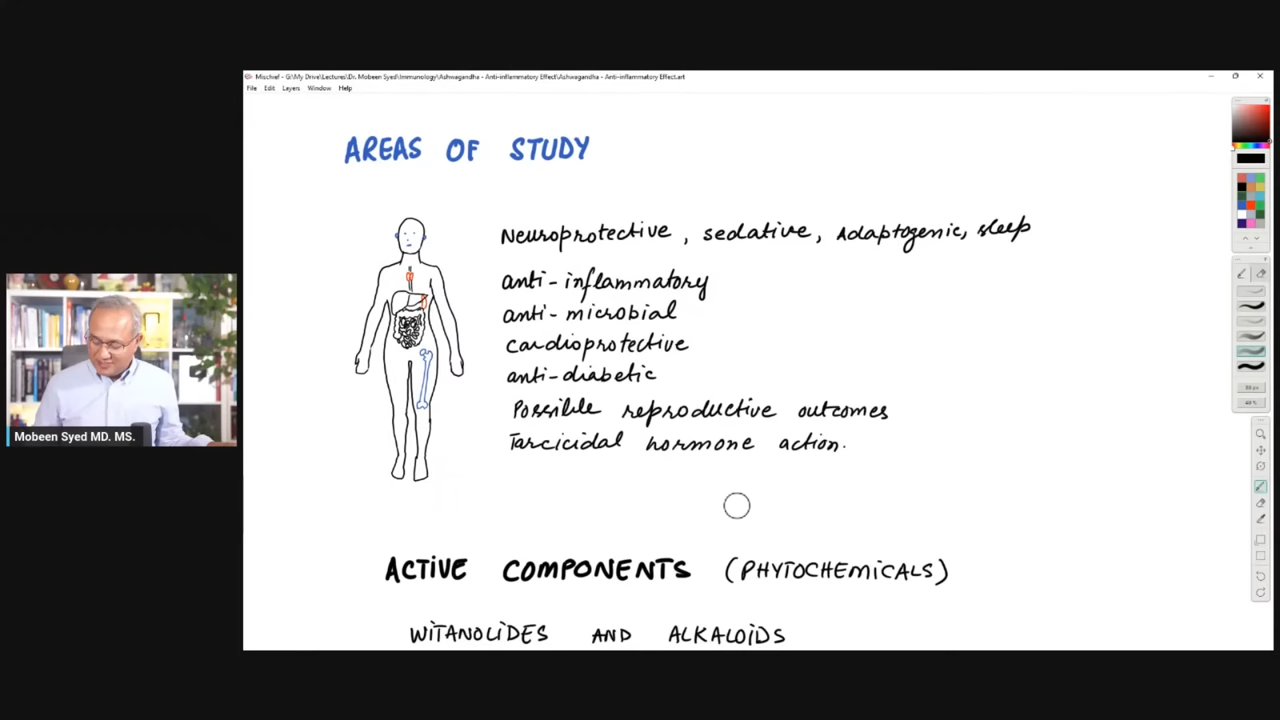 Mischief - G:\My Drive\Lectures\Dr. Mobeen Syed\Immunology\Ashwagandha - Anti-inflammatory Effect\Ashwagandha - Anti-inflammatory Effect.art
File Edit Layers Window Help
AREAS OF STUDY
Neuroprotective, sedative, Adaptogenic, sleep
anti-inflammatory
anti-microbial
cardioprotective
anti-diabetic
Possible reproductive outcomes
Tarcicidal hormone action.
Mobeen Syed MD. MS.
ACTIVE COMPONENTS (PHYTOCHEMICALS)
WITANOLIDES AND ALKALOIDS